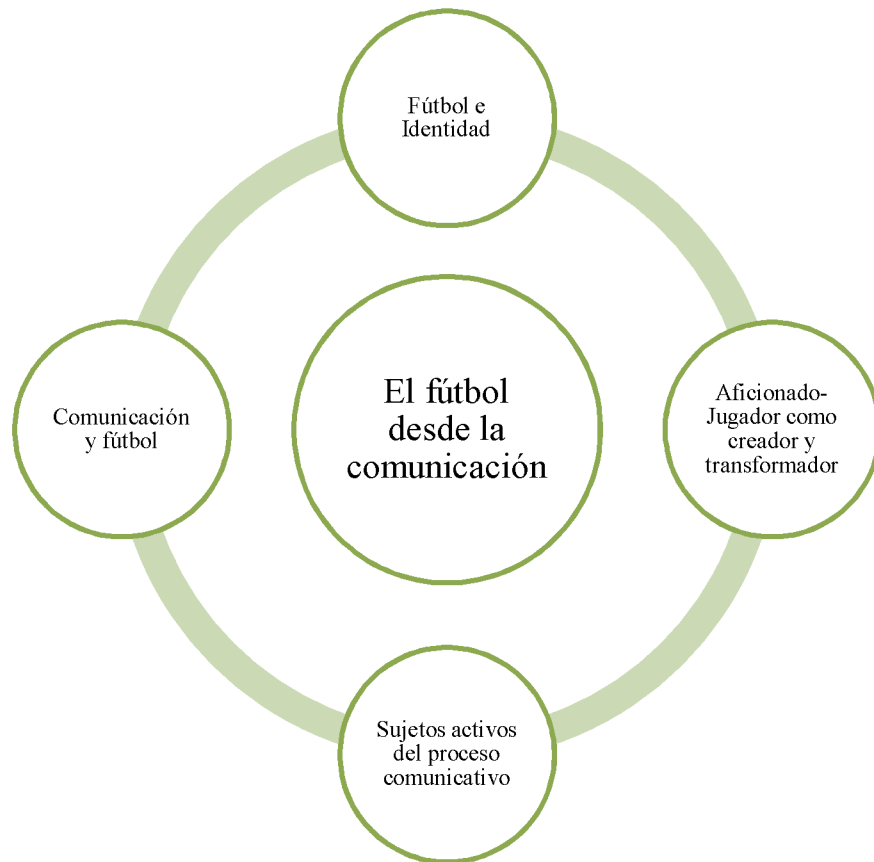 Fútbol e
Identidad
Comunicación
y fútbol
El fútbol
desde la
comunicación
Aficionado-
Jugador como
creador y
transformador
Sujetos activos
del proceso
comunicativo